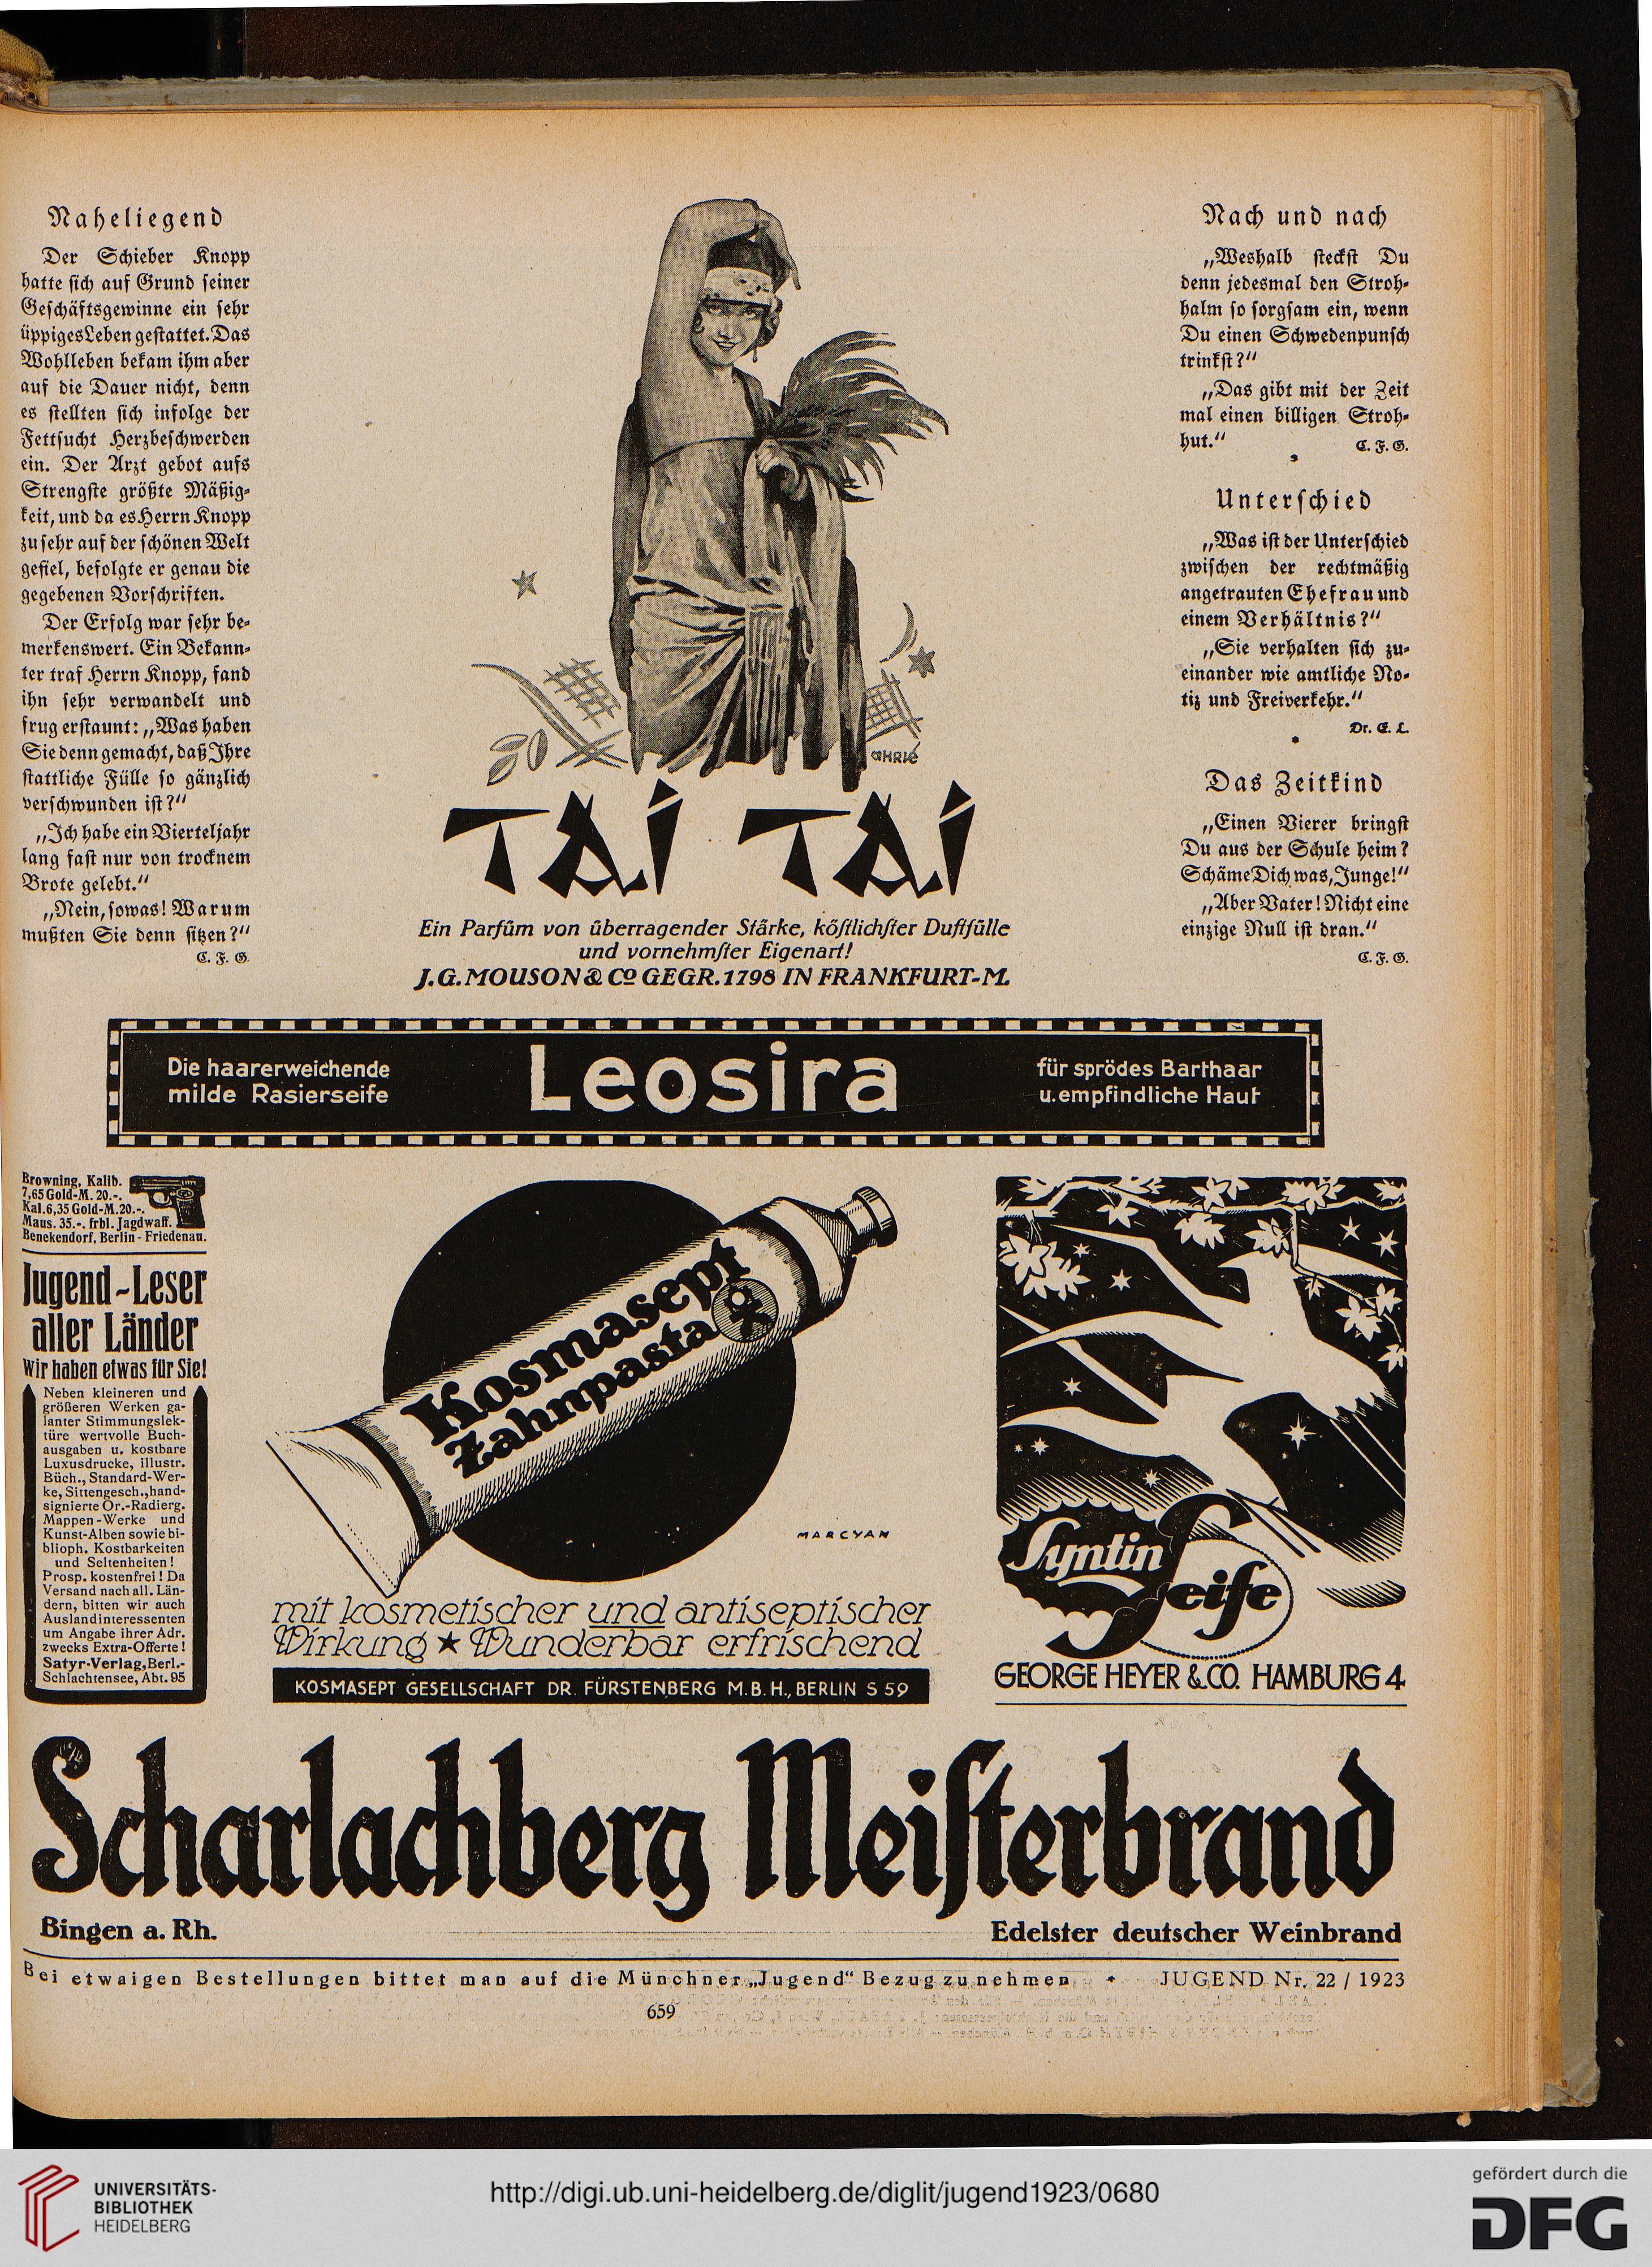 Naheliegend
Der Schieber Knopp
hatte sich auf Grund seiner
Geschäftsgewinne ein sehr
üppiges Leben gestattet. Das
Wohlleben bekam ihm aber
auf die Dauer nicht, denn
es stellten sich infolge der
Fettsucht Herzbeschwerden
ein. Der Arzt gebot aufs
Strengste größte Mäßig-
keit, und da es Herrn Knopp
zu sehr auf der schönen Welt
gefiel, befolgte er genau die
gegebenen Vorschriften.
Der Erfolg war sehr be-
merkenswert. Ein Bekann-
ter traf Herrn Knopp, fand
ihn sehr verwandelt und
frug erstaunt: „Was haben
Sie denn gemacht, daß Ihre
stattliche Fülle so gänzlich
verschwunden ist?"
„Ich habe ein Vierteljahr
lang fast nur von trocknem
Brote gelebt."
„Nein, sowas! Warum
mußten Sie denn sitzen?"
C. F. G.
AHRLÉ
TAI TAI
Ein Parfüm von überragender Stärke, köstlichster Duftfülle
und vornehmster Eigenart!
J. G. MOUSON & Co GEGR. 1798 IN FRANKFURT-M.
Nach und nach
„Weshalb steckst Du
denn jedesmal den Stroh-
halm so sorgsam ein, wenn
Du einen Schwedenpunsch
trinkst?"
„Das gibt mit der Zeit
mal einen billigen Stroh-
hut."
C. F. G.
*
Unterschied
„Was ist der Unterschied
zwischen der rechtmäßig
angetrauten Ehefrau und
einem Verhältnis?"
„Sie verhalten sich zu-
einander wie amtliche No-
tiz und Freiverkehr."
Dr. E. L.
*
Das Zeitkind
„Einen Vierer bringst
Du aus der Schule heim?
Schäme Dich was, Junge!"
„Aber Vater! Nicht eine
einzige Null ist dran."
C. F. G.
Die haarerweichende
milde Rasierseife
Leosira
für sprödes Barthaar
u. empfindliche Haut
Browning, Kalib.
7,65 Gold-M. 20.-.
Kal. 6,35 Gold-M. 20.-.
Maus. 35.-. frbl. Jagdwaff.
Benekendorf, Berlin-Friedenau.
Jugend-Leser
aller Länder
Wir haben etwas für Sie!
Neben kleineren und
größeren Werken ga-
lanter Stimmungslek-
türe wertvolle Buch-
ausgaben u. kostbare
Luxusdrucke, illustr.
Büch., Standard-Wer-
ke, Sittengesch., hand-
signierte Or.-Radierg.
Mappen-Werke und
Kunst-Alben sowie bi-
blioph. Kostbarkeiten
und Seltenheiten!
Prosp. kostenfrei! Da
Versand nach all. Län-
dern, bitten wir auch
Auslandinteressenten
um Angabe ihrer Adr.
zwecks Extra-Offerte!
Satyr-Verlag, Berl.-
Schlachtensee, Abt. 95
Kosmasept
Zahnpasta
MARCYAN
mit kosmetischer und antiseptischer
Wirkung ★ Wunderbar erfrischend
KOSMASEPT GESELLSCHAFT DR. FÜRSTENBERG M.B.H., BERLIN S 59
Syntin
Seife
GEORGE HEYER & CO. HAMBURG 4
Scharlachberg Meisterbrand
Bingen a. Rh.
Edelster deutscher Weinbrand
Bei etwaigen Bestellungen bittet man auf die Münchner „Jugend" Bezug zu nehmen * JUGEND Nr. 22 / 1923
659
UNIVERSITÄTS-
BIBLIOTHEK
HEIDELBERG
http://digi.ub.uni-heidelberg.de/diglit/jugend1923/0680
gefördert durch die
DFG